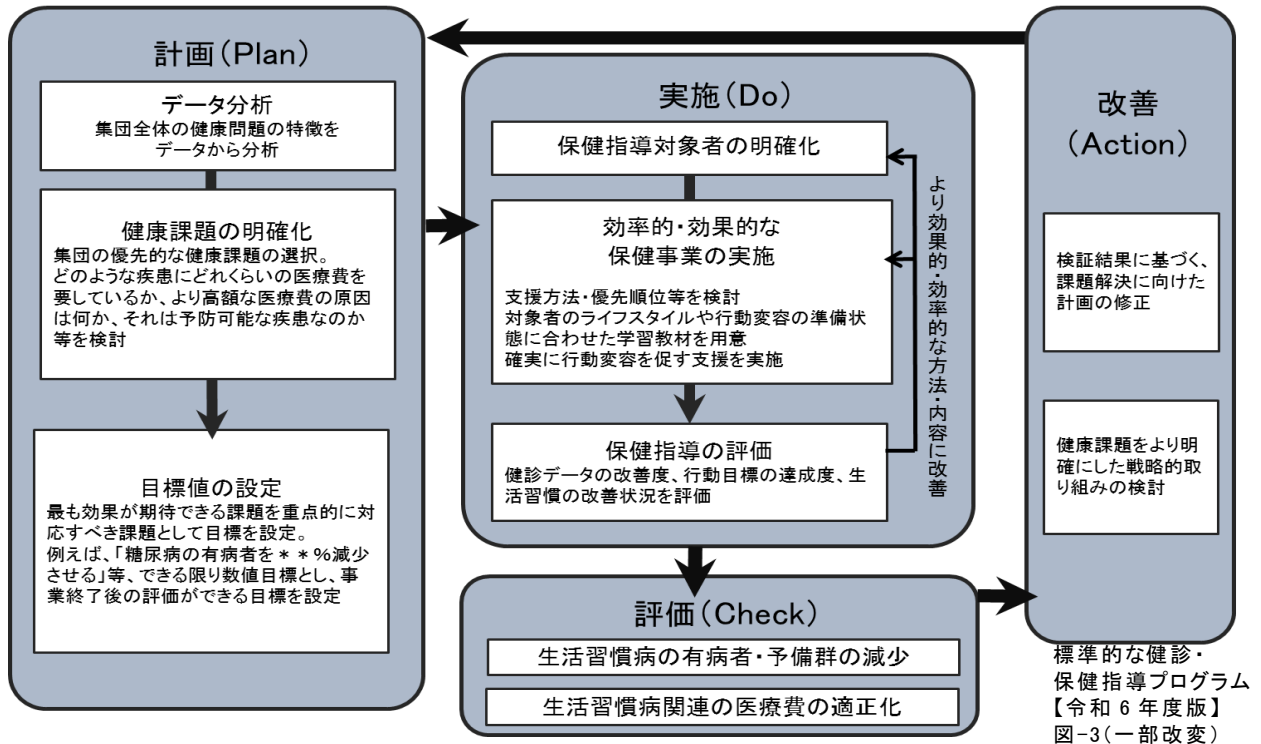 計画(Plan)
データ分析
集団全体の健康問題の特徴を
データから分析
健康課題の明確化
集団の優先的な健康課題の選択。
どのような疾患にどれくらいの医療費を
要しているか、より高額な医療費の原因
は何か、それは予防可能な疾患なのか
等を検討
目標値の設定
最も効果が期待できる課題を重点的に対
応すべき課題として目標を設定。
例えば、「糖尿病の有病者を**%減少
させる」等、できる限り数値目標とし、事
業終了後の評価ができる目標を設定
実施(Do)
保健指導対象者の明確化
効率的・効果的な
保健事業の実施
支援方法・優先順位等を検討
対象者のライフスタイルや行動変容の準備状
態に合わせた学習教材を用意
確実に行動変容を促す支援を実施
保健指導の評価
健診データの改善度、行動目標の達成度、生
活習慣の改善状況を評価
より効果的・効率的な方法・内容に改善
評価(Check)
生活習慣病の有病者・予備群の減少
生活習慣病関連の医療費の適正化
改善
(Action)
検証結果に基づく、
課題解決に向けた
計画の修正
健康課題をより明
確にした戦略的取
り組みの検討
標準的な健診・
保健指導プログラム
【令和6年度版】
図-3(一部改変)